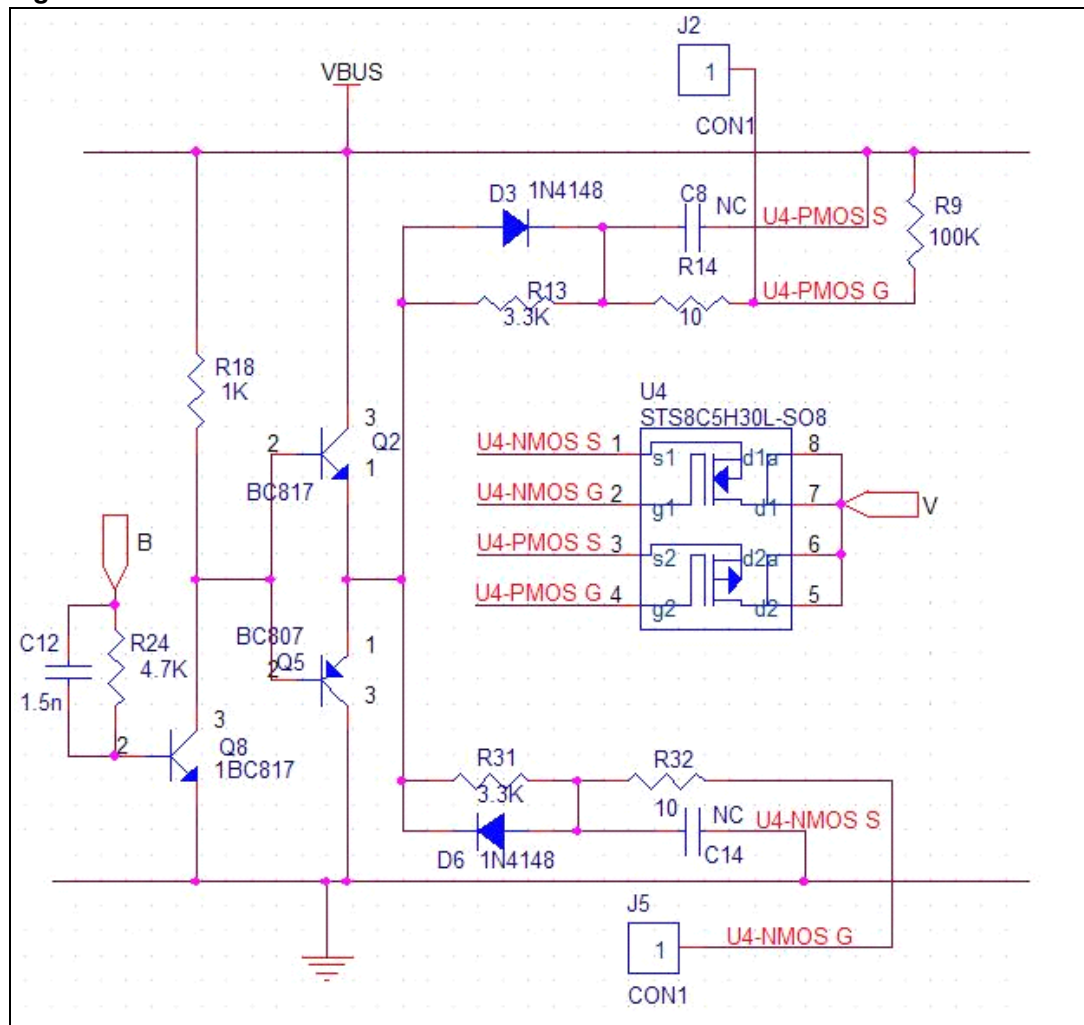 J2
1
CON1
VBUS
D3 1N4148
C8
NC
U4-PMOS S
R9
100K
R14
U4-PMOS G
R13
3.3K
10
R18
1K
U4
STS8C5H30L-SO8
U4-NMOS S 1 s1 d1a 8
U4-NMOS G 2 g1 d1 7
V
U4-PMOS S 3 s2 d2a 6
U4-PMOS G 4 g2 d2 5
3
2
Q2
1
BC817
B
BC807
1
2
Q5
3
C12
R24
4.7K
1.5n
3
2
Q8
1BC817
R31
3.3K
R32
10
NC
U4-NMOS S
D6 1N4148
C14
J5
1
U4-NMOS G
CON1